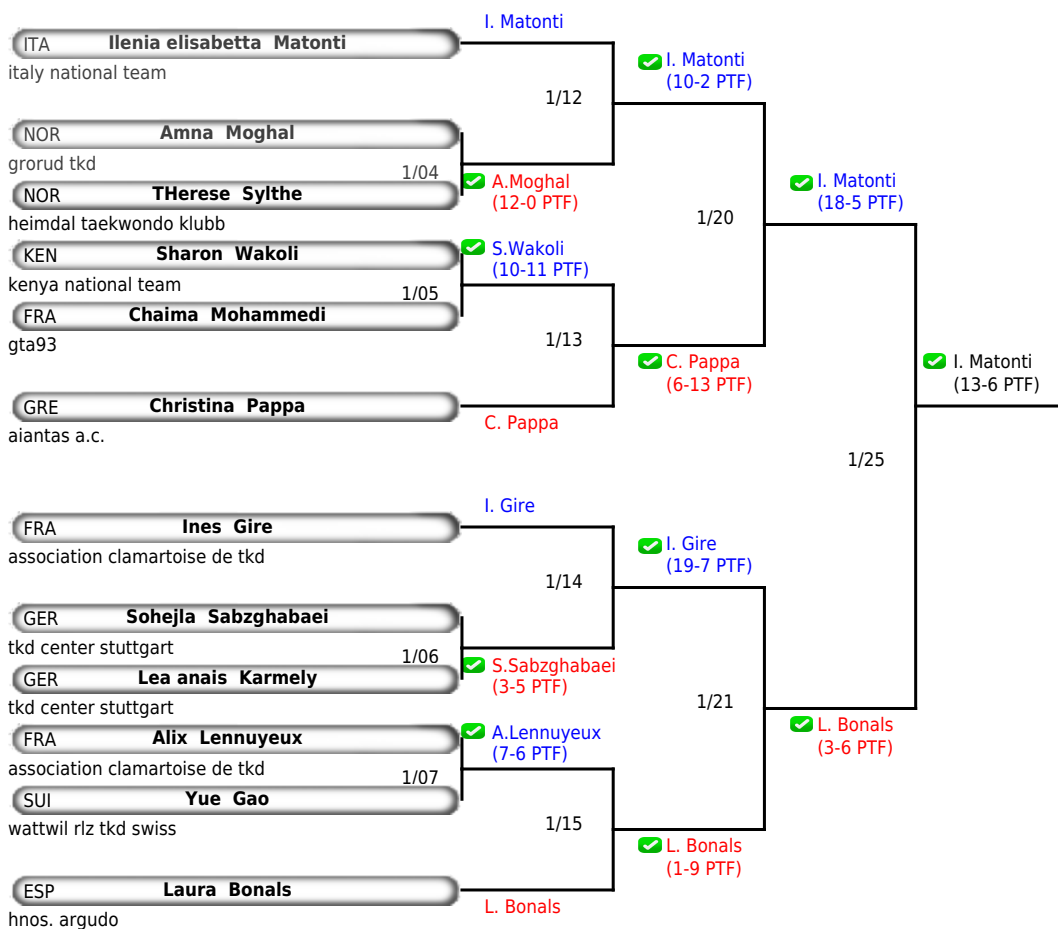 I. Matonti
ITA Ilenia elisabetta Matonti
italy national team
I. Matonti
(10-2 PTF)
1/12
NOR Amna Moghal
grorud tkd
1/04
A.Moghal
(12-0 PTF)
NOR THerese Sylthe
heimdal taekwondo klubb
I. Matonti
(18-5 PTF)
1/20
KEN Sharon Wakoli
kenya national team
S.Wakoli
(10-11 PTF)
1/05
FRA Chaima Mohammedi
gta93
1/13
C. Pappa
(6-13 PTF)
I. Matonti
(13-6 PTF)
GRE Christina Pappa
aiantas a.c.
C. Pappa
1/25
I. Gire
FRA Ines Gire
association clamartoise de tkd
I. Gire
(19-7 PTF)
1/14
GER Sohejla Sabzghabaei
tkd center stuttgart
1/06
S.Sabzghabaei
(3-5 PTF)
GER Lea anais Karmely
tkd center stuttgart
1/21
L. Bonals
(3-6 PTF)
FRA Alix Lennuyeux
association clamartoise de tkd
A.Lennuyeux
(7-6 PTF)
1/07
SUI Yue Gao
wattwil rlz tkd swiss
1/15
L. Bonals
(1-9 PTF)
ESP Laura Bonals
hnos. argudo
L. Bonals